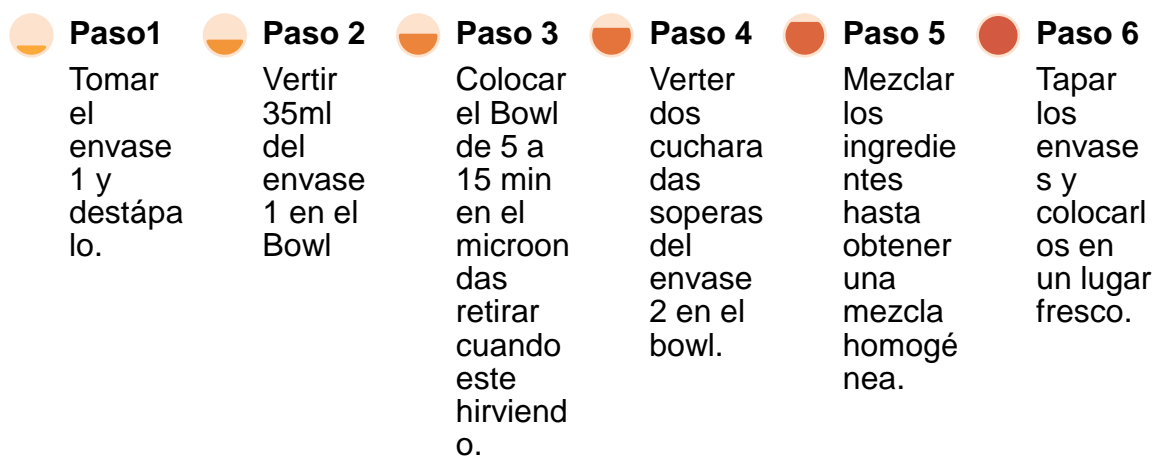 Paso1
Tomar
el
envase
1 y
destápa
lo.
Paso 2
Vertir
35ml
del
envase
1 en el
Bowl
Paso 3
Colocar
el Bowl
de 5 a
15 min
en el
microon
das
retirar
cuando
este
hirviend
o.
Paso 4
Verter
dos
cuchara
das
soperas
del
envase
2 en el
bowl.
Paso 5
Mezclar
los
ingredie
ntes
hasta
obtener
una
mezcla
homogé
nea.
Paso 6
Tapar
los
envase
s y
colocarl
os en
un lugar
fresco.